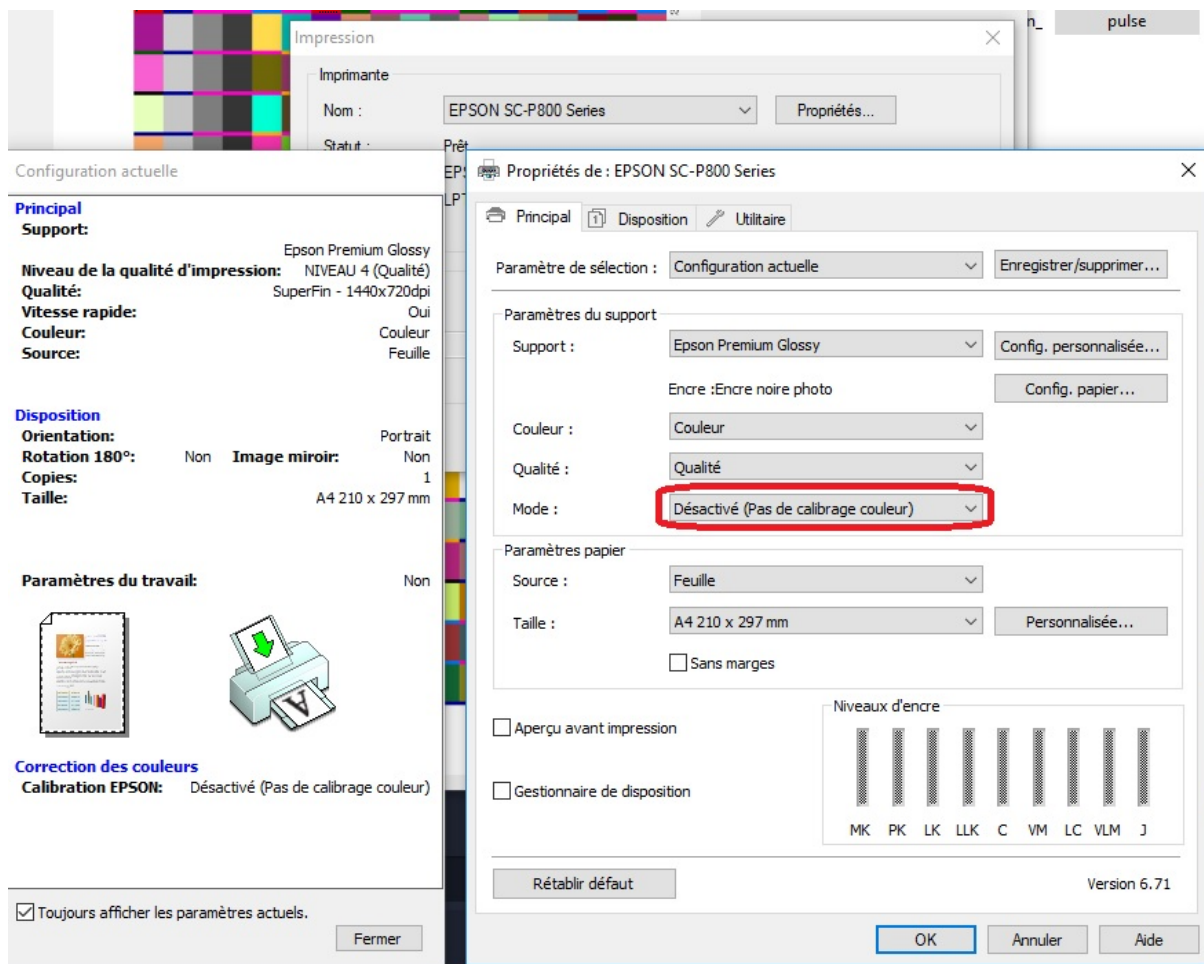 pulse
Impression
Imprimante
Nom : EPSON SC-P800 Series Propriétés...
Statut : Prêt
Configuration actuelle
Principal
Support:
Epson Premium Glossy
Niveau de la qualité d'impression: NIVEAU 4 (Qualité)
Qualité: SuperFin - 1440x720dpi
Vitesse rapide: Oui
Couleur: Couleur
Source: Feuille
Disposition
Orientation: Portrait
Rotation 180°: Non Image miroir: Non
Copies: 1
Taille: A4 210 x 297 mm
Paramètres du travail: Non
Correction des couleurs
Calibration EPSON: Désactivé (Pas de calibrage couleur)
Toujours afficher les paramètres actuels.
Fermer
Propriétés de : EPSON SC-P800 Series
Principal Disposition Utilitaire
Paramètre de sélection : Configuration actuelle Enregistrer/supprimer...
Paramètres du support
Support : Epson Premium Glossy Config. personnalisée...
Encre :Encre noire photo Config. papier...
Couleur : Couleur
Qualité : Qualité
Mode : Désactivé (Pas de calibrage couleur)
Paramètres papier
Source : Feuille
Taille : A4 210 x 297 mm Personnalisée...
Sans marges
Niveaux d'encre
Aperçu avant impression
Gestionnaire de disposition
MK PK LK LLK C VM LC VLM J
Rétablir défaut Version 6.71
OK Annuler Aide